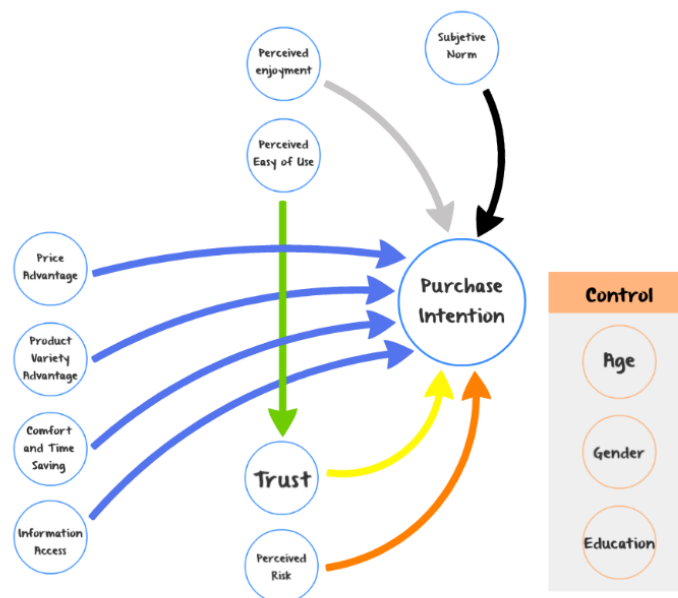 Perceived
enjoyment
Subjetive
Norm
Perceived
Easy of Use
Price
Advantage
Product
Variety
Advantage
Comfort
and Time
Saving
Information
Access
Purchase
Intention
Trust
Perceived
Risk
Control
Age
Gender
Education